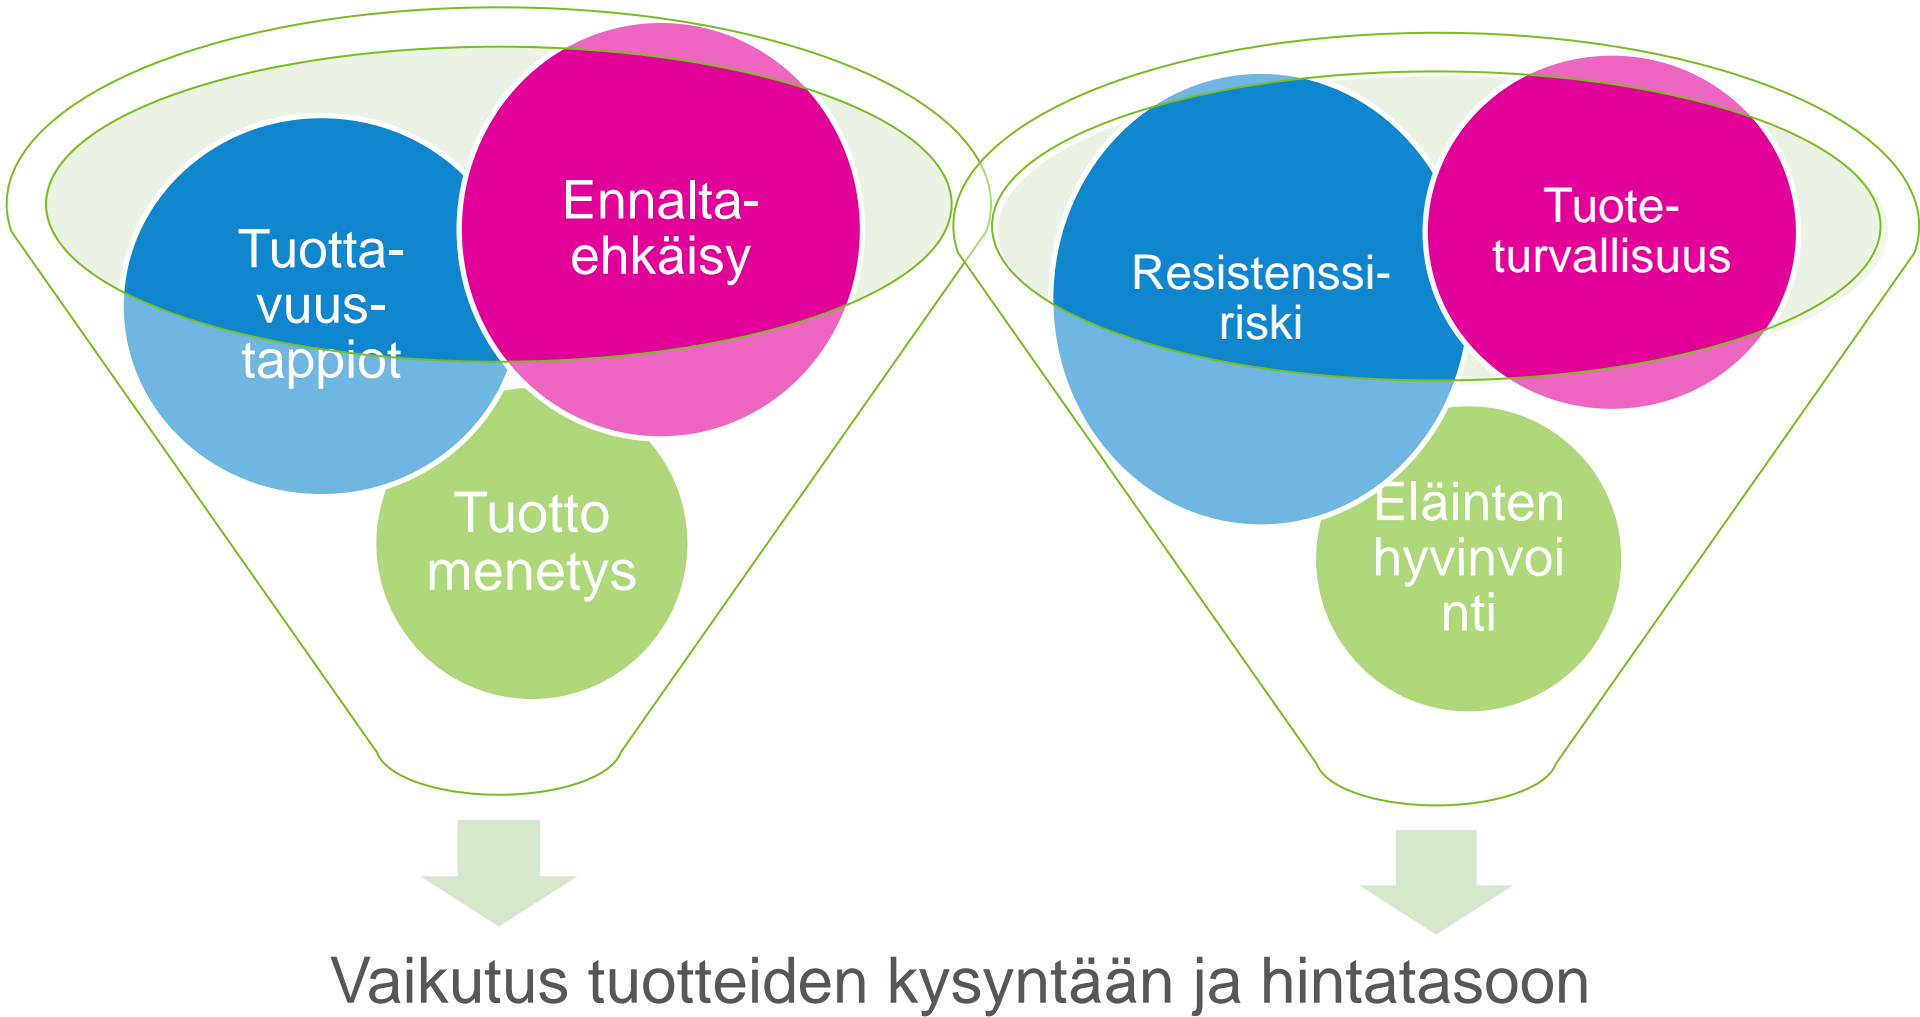 Tuotta-
vuus-
tappiot
Ennalta-
ehkäisy
Tuotto
menetys
Resistenssi-
riski
Tuote-
turvallisuus
Eläinten
hyvinvoi
nti
Vaikutus tuotteiden kysyntään ja hintatasoon